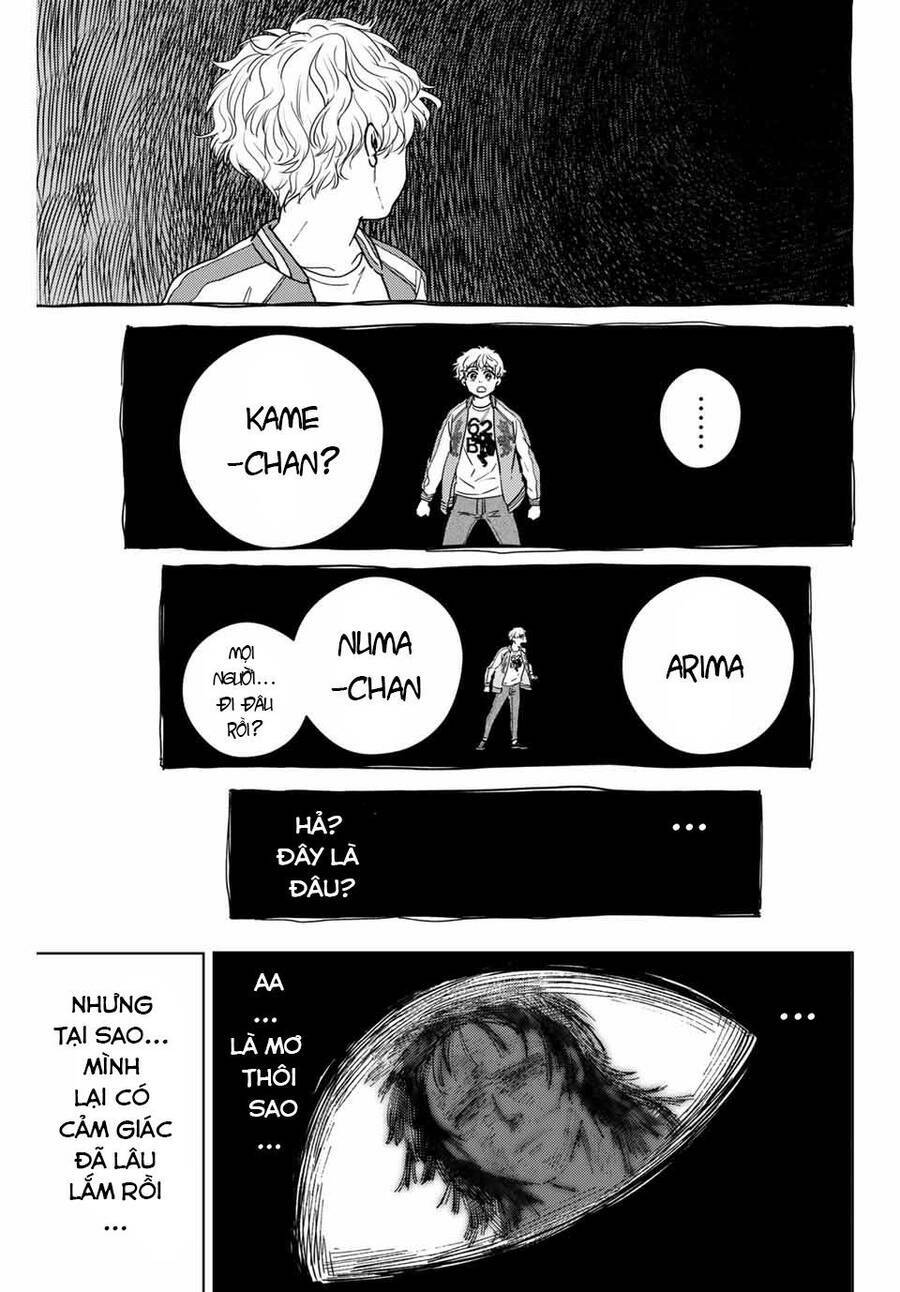 ......
KAME
-CHAN?
62
ARIMA
NUMA
-CHAN
MỌI
NGƯỜI...
ĐI ĐÂU
RỒI?
...
HẢ?
ĐÂY LÀ
ĐÂU?
...
AA
...
LÀ MƠ
THÔI
SAO
...
NHƯNG
TẠI SAO...
MÌNH
LẠI CÓ
CẢM GIÁC
ĐÃ LÂU
LẮM RỒI
...